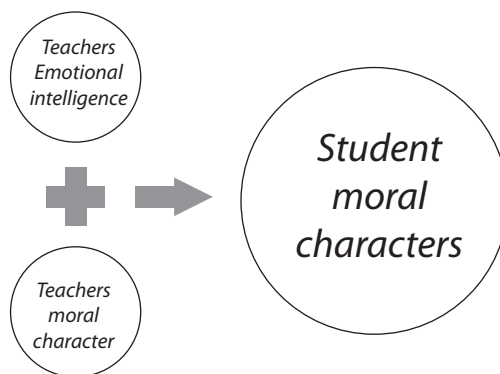 Teachers
Emotional
intelligence
Student
moral
characters
Teachers
moral
character